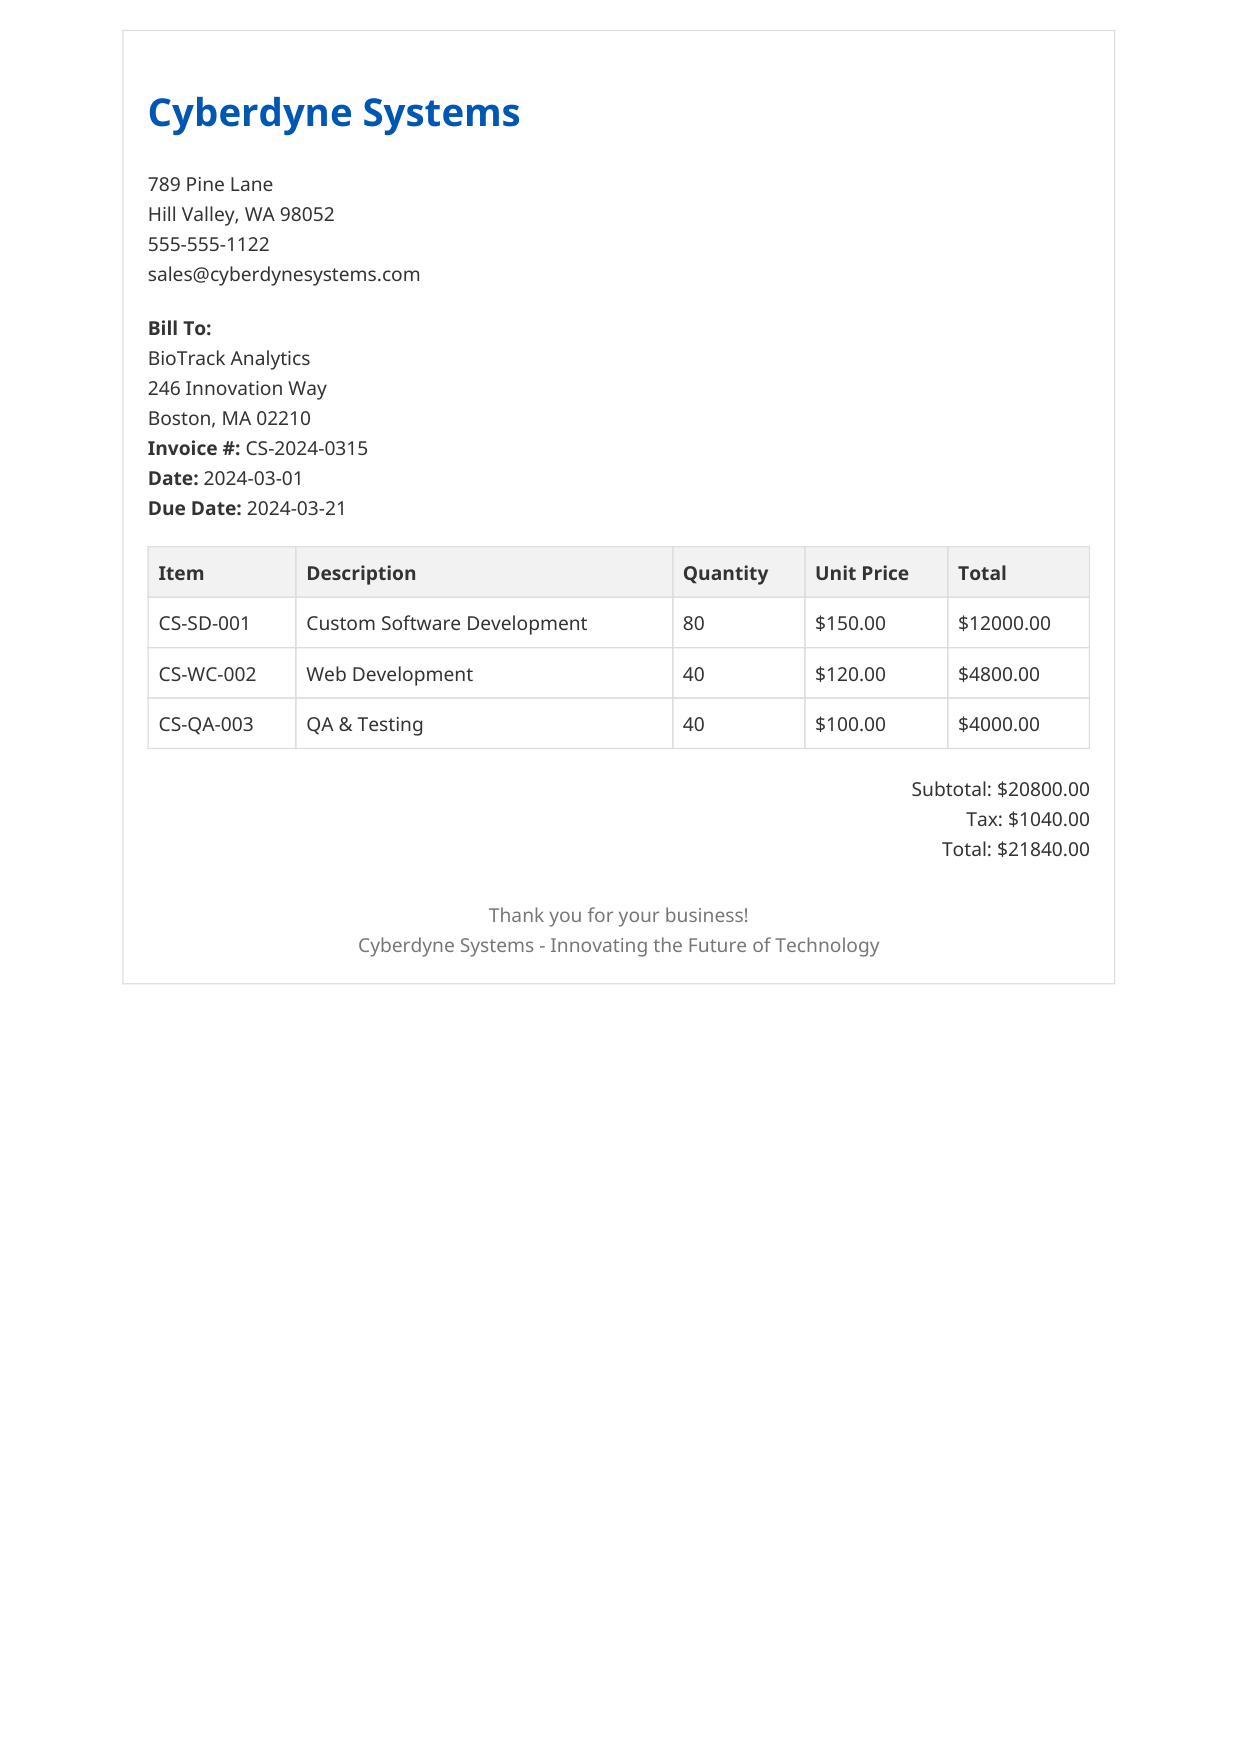 Cyberdyne Systems
789 Pine Lane
Hill Valley, WA 98052
555-555-1122
sales@cyberdynesystems.com
Bill To:
BioTrack Analytics
246 Innovation Way
Boston, MA 02210
Invoice #: CS-2024-0315
Date: 2024-03-01
Due Date: 2024-03-21
Item Description Quantity Unit Price Total
CS-SD-001 Custom Software Development 80 $150.00 $12000.00
CS-WC-002 Web Development 40 $120.00 $4800.00
CS-QA-003 QA & Testing 40 $100.00 $4000.00
Subtotal: $20800.00
Tax: $1040.00
Total: $21840.00
Thank you for your business!
Cyberdyne Systems - Innovating the Future of Technology